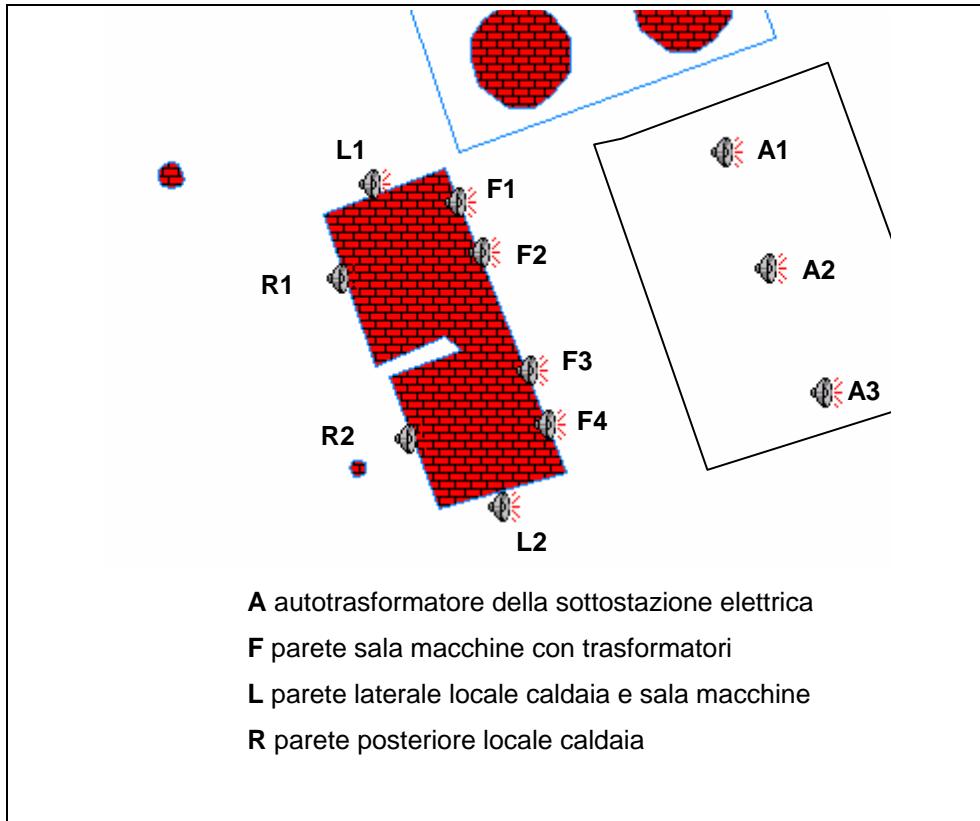 L1
F1
A1
F2
A2
R1
F3
A3
F4
R2
L2
A autotrasformatore della sottostazione elettrica
F parete sala macchine con trasformatori
L parete laterale locale caldaia e sala macchine
R parete posteriore locale caldaia